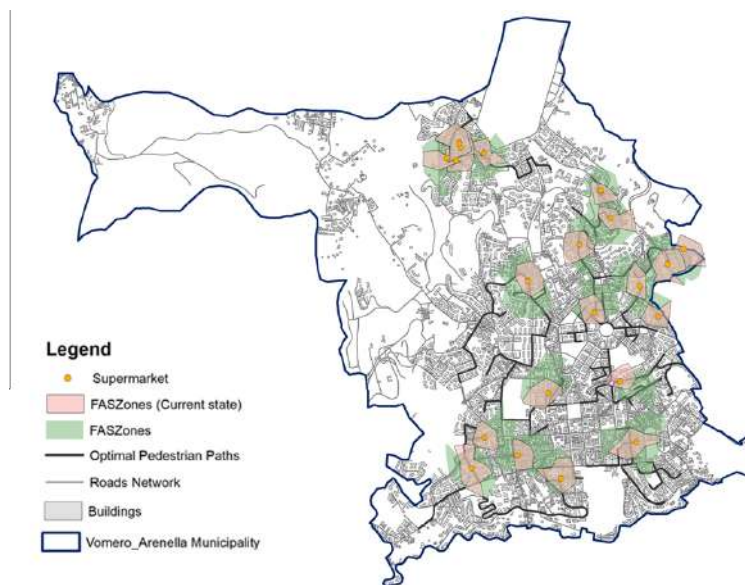 Legend
Supermarket
FASZones (Current state)
FASZones
Optimal Pedestrian Paths
Roads Network
Buildings
Vomero_Arenella Municipality